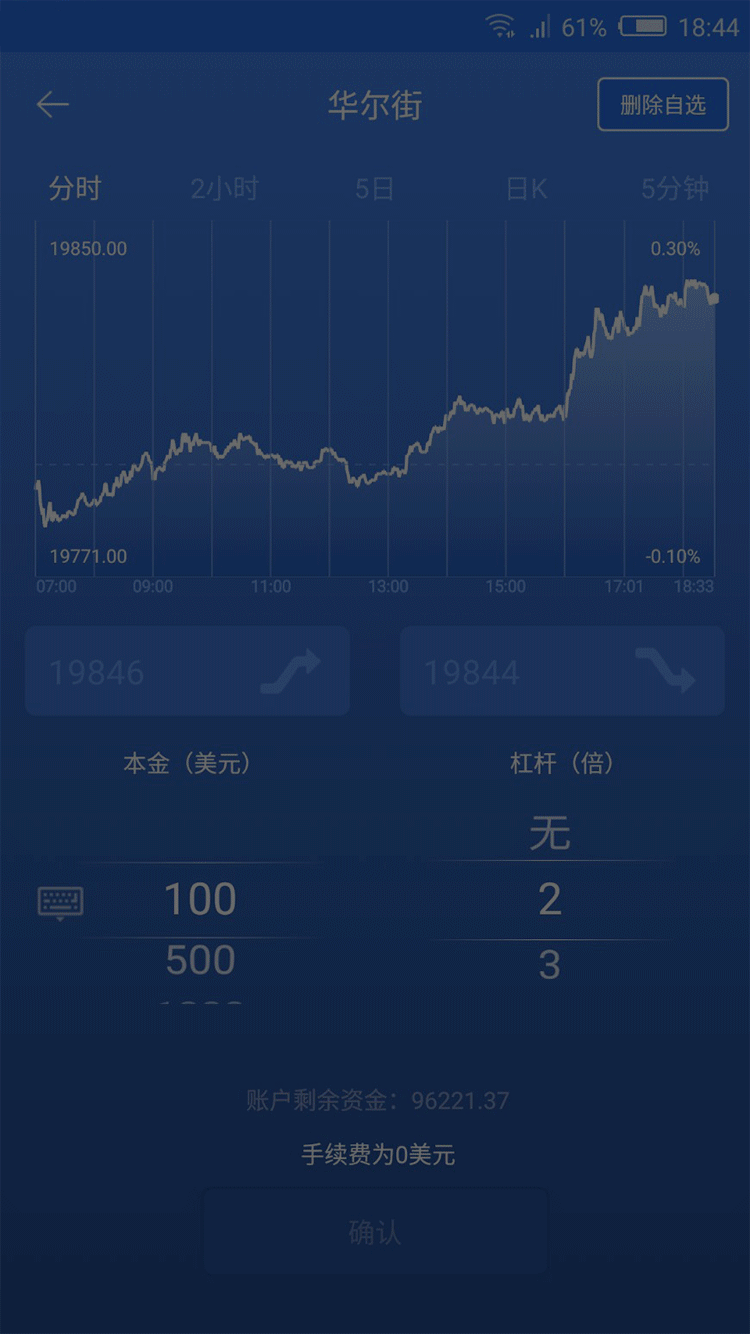 61% 18:44
华尔街 删除自选
分时 2小时 5日 日K 5分钟
19850.00 0.30%
19771.00 -0.10%
07:00 09:00 11:00 13:00 15:00 17:01 18:33
19846 19844
本金（美元） 杠杆（倍）
无
100 2
500 3
账户剩余资金：96221.37
手续费为0美元
确认